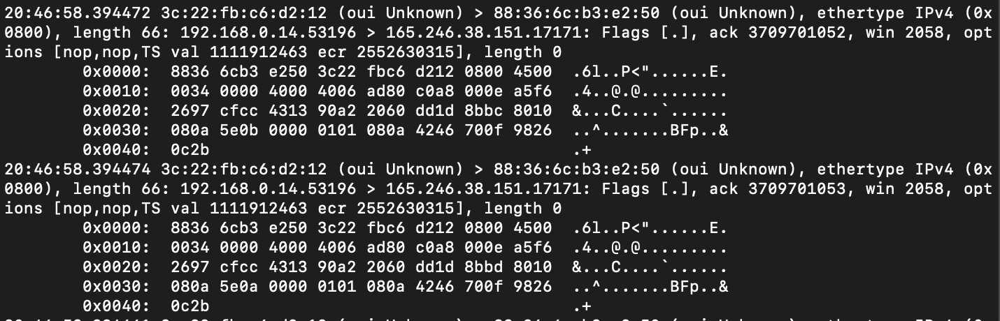 20:46:58.394472 3c:22:fb:c6:d2:12 (oui Unknown) > 88:36:6c:b3:e2:50 (oui Unknown), ethertype IPv4 (0x
0800), length 66: 192.168.0.14.53196 > 165.246.38.151.17171: Flags [.], ack 3709701052, win 2058, opt
ions [nop,nop,TS val 1111912463 ecr 2552630315], length 0
0x0000:  8836 6cb3 e250 3c22 fbc6 d212 0800 4500  .6l..P<"......E.
0x0010:  0034 0000 4000 4006 ad80 c0a8 000e a5f6  .4..@.@.........
0x0020:  2697 cfcc 4313 90a2 2060 dd1d 8bbc 8010  &...C....`......
0x0030:  080a 5e0b 0000 0101 080a 4246 700f 9826  ..^.......BFp..&
0x0040:  0c2b  .+
20:46:58.394474 3c:22:fb:c6:d2:12 (oui Unknown) > 88:36:6c:b3:e2:50 (oui Unknown), ethertype IPv4 (0x
0800), length 66: 192.168.0.14.53196 > 165.246.38.151.17171: Flags [.], ack 3709701053, win 2058, opt
ions [nop,nop,TS val 1111912463 ecr 2552630315], length 0
0x0000:  8836 6cb3 e250 3c22 fbc6 d212 0800 4500  .6l..P<"......E.
0x0010:  0034 0000 4000 4006 ad80 c0a8 000e a5f6  .4..@.@.........
0x0020:  2697 cfcc 4313 90a2 2060 dd1d 8bbd 8010  &...C....`......
0x0030:  080a 5e0a 0000 0101 080a 4246 700f 9826  ..^.......BFp..&
0x0040:  0c2b  .+